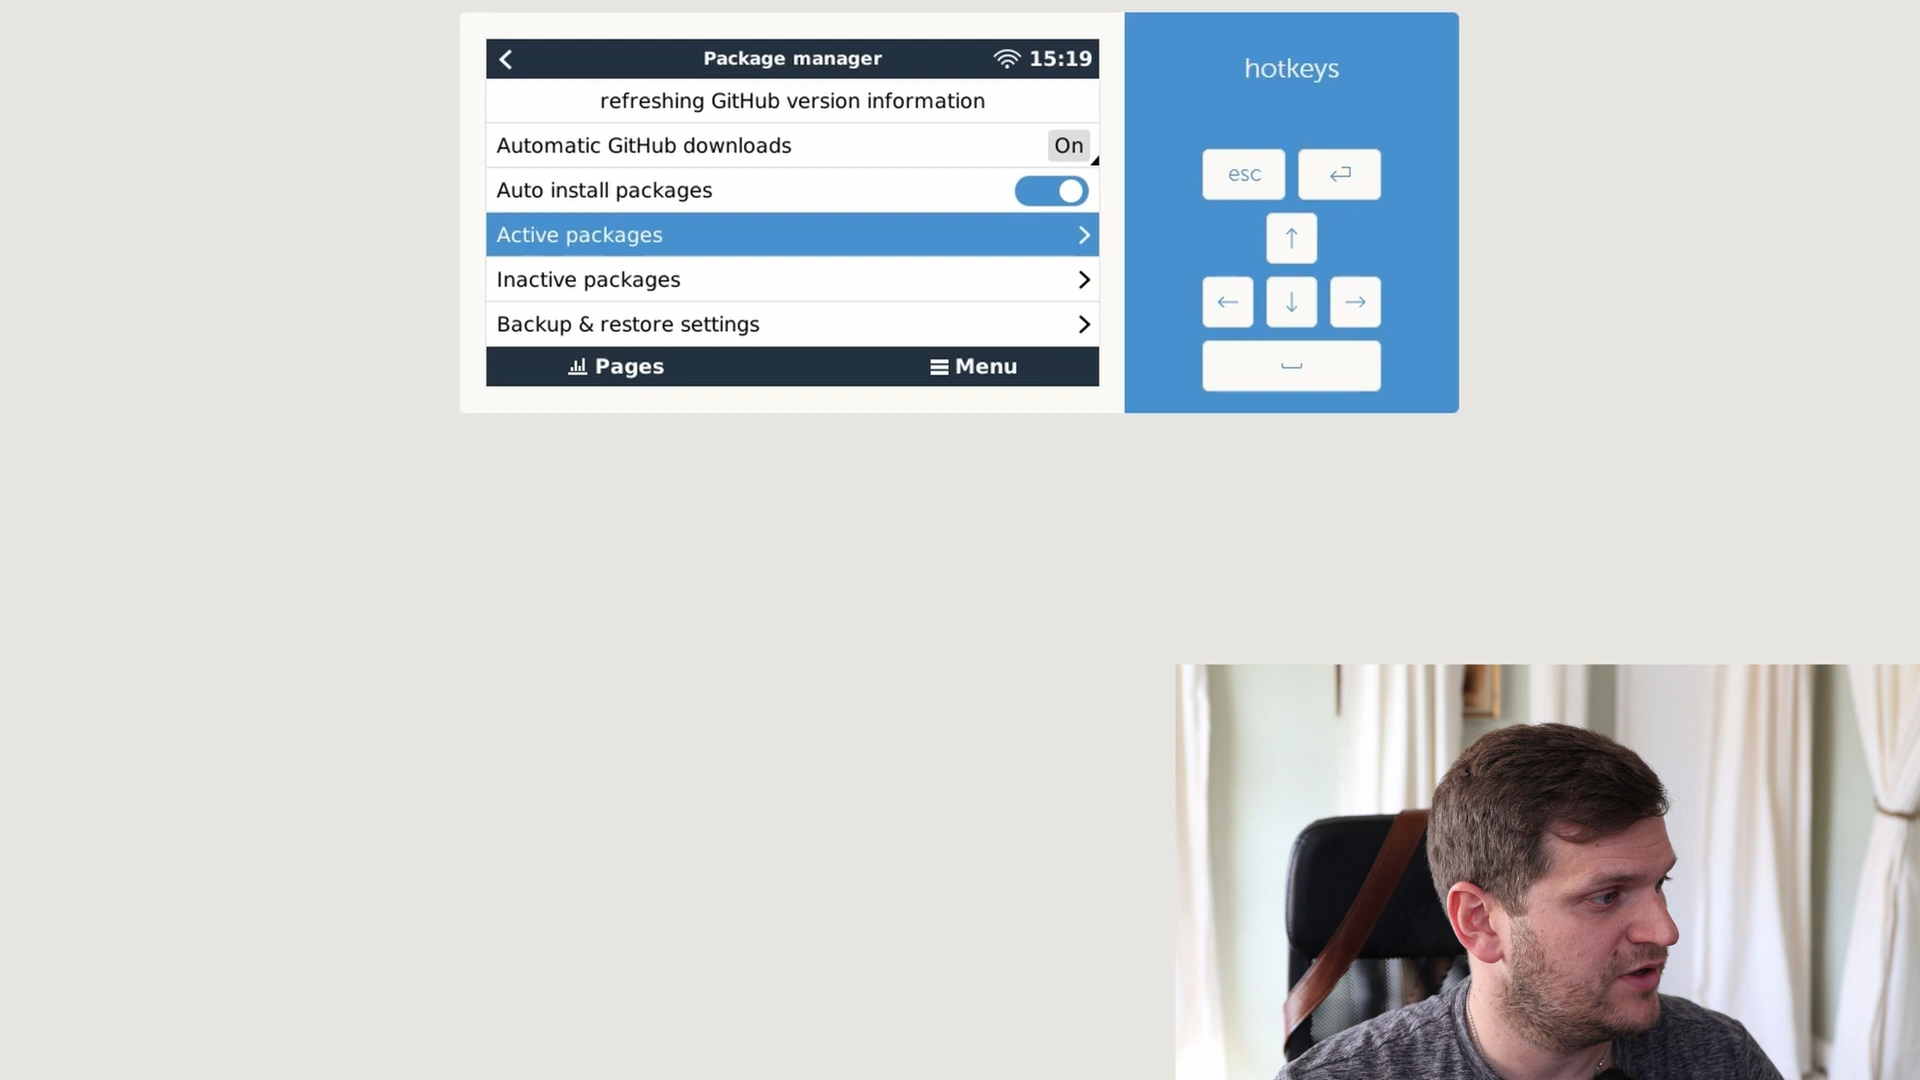 Package manager 15:19
refreshing GitHub version information
Automatic GitHub downloads On
Auto install packages
Active packages
Inactive packages
Backup & restore settings
Pages Menu
hotkeys
esc